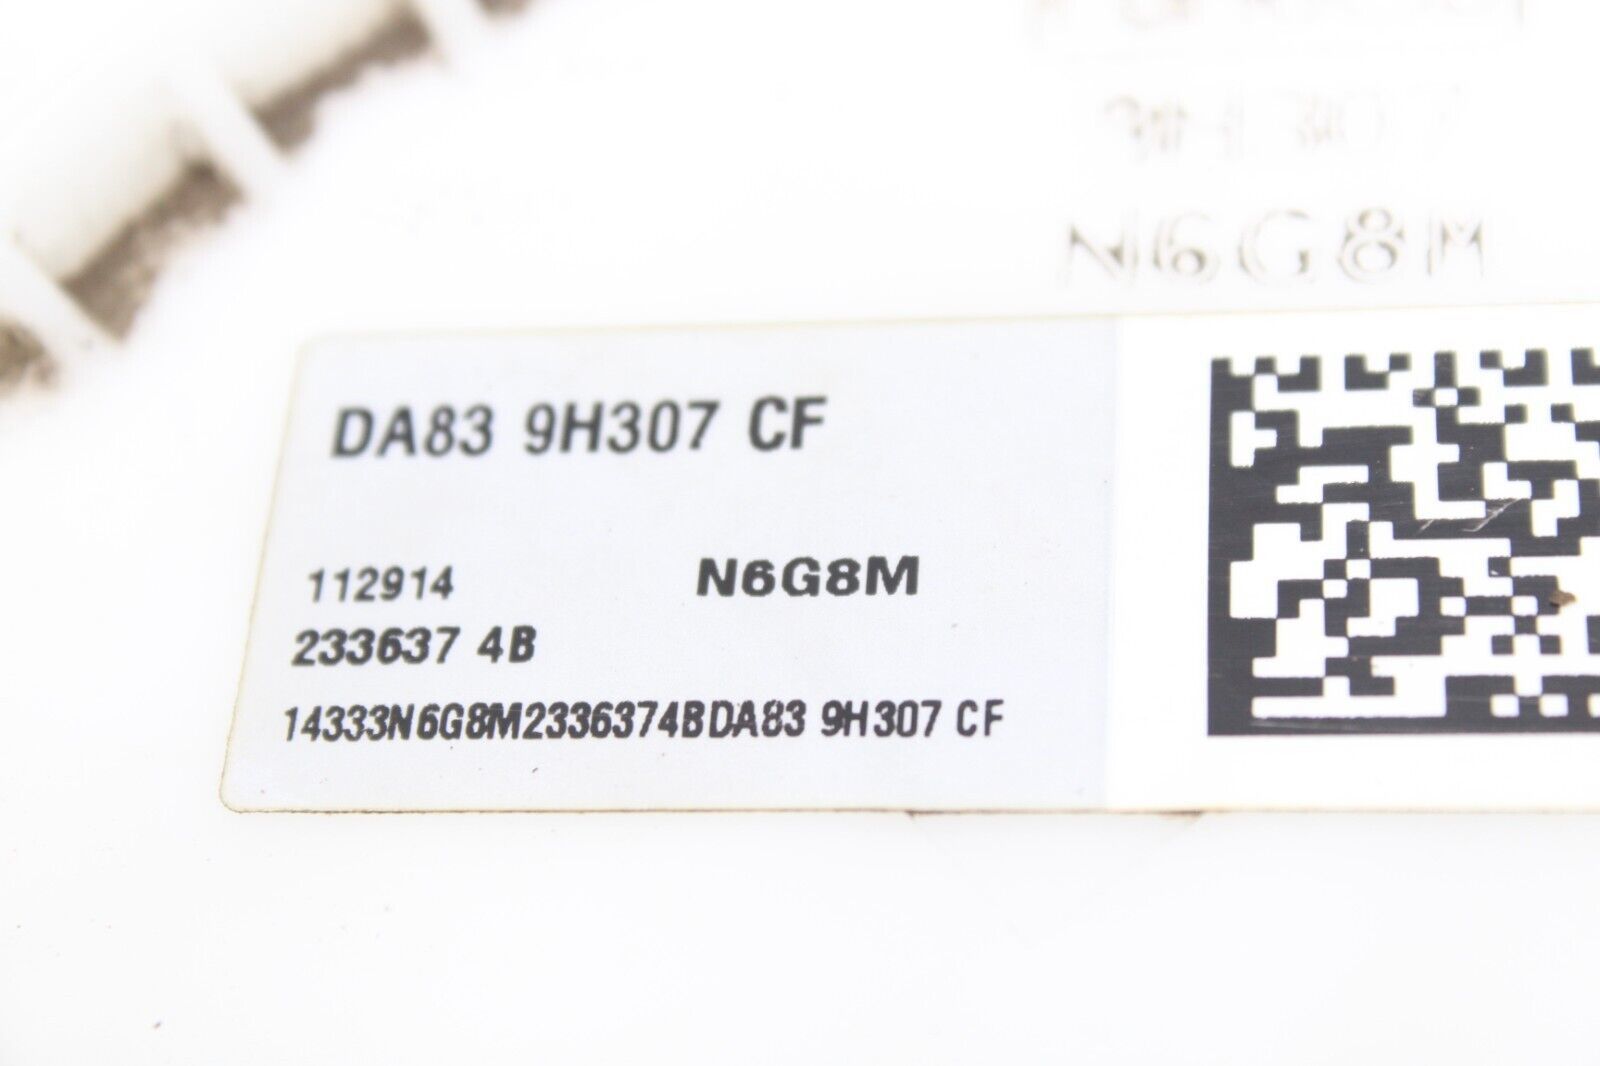 N6G8M
DA83 9H307 CF
112914 N6G8M
233637 4B
14333N6G8M2336374BDA83 9H307 CF